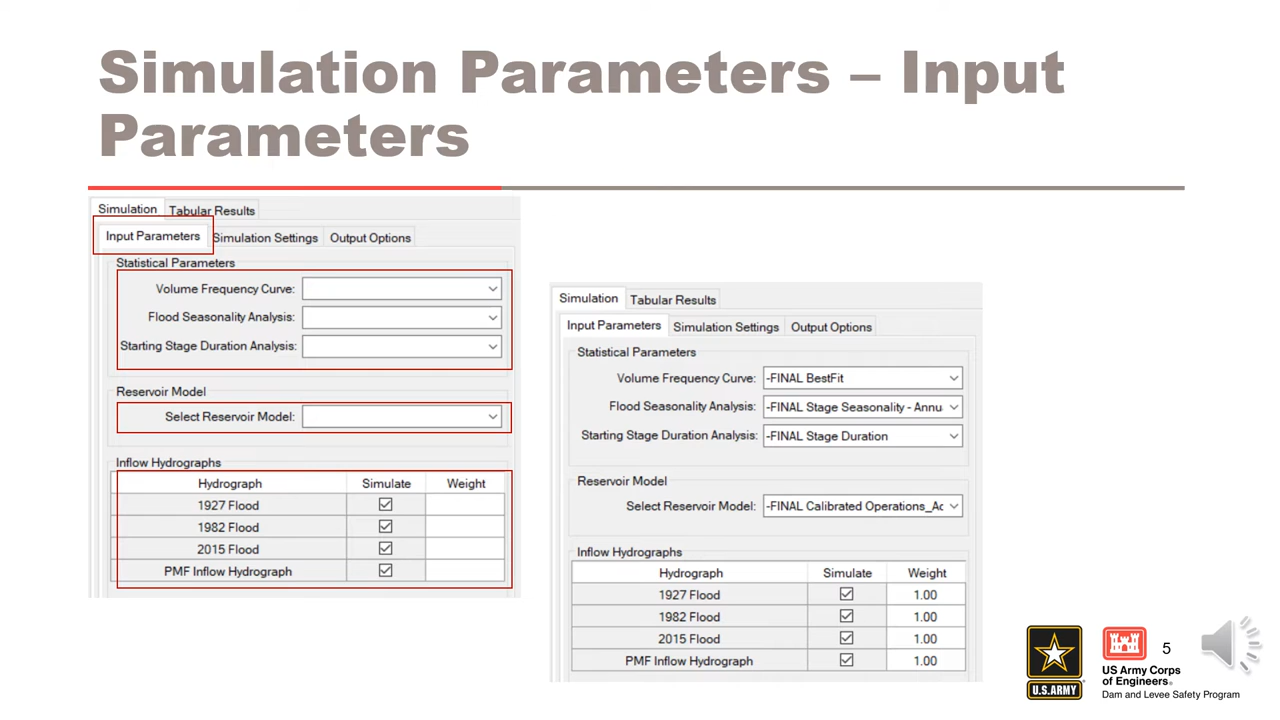 Simulation Parameters – Input
Parameters
Simulation Tabular Results
Input Parameters Simulation Settings Output Options
Statistical Parameters
Volume Frequency Curve:
Flood Seasonality Analysis:
Starting Stage Duration Analysis:
Reservoir Model
Select Reservoir Model:
Inflow Hydrographs
Hydrograph Simulate Weight
1927 Flood
1982 Flood
2015 Flood
PMF Inflow Hydrograph
Simulation Tabular Results
Input Parameters Simulation Settings Output Options
Statistical Parameters
Volume Frequency Curve: -FINAL BestFit
Flood Seasonality Analysis: -FINAL Stage Seasonality - Annu
Starting Stage Duration Analysis: -FINAL Stage Duration
Reservoir Model
Select Reservoir Model: -FINAL Calibrated Operations_Ac
Inflow Hydrographs
Hydrograph Simulate Weight
1927 Flood 1.00
1982 Flood 1.00
2015 Flood 1.00
PMF Inflow Hydrograph 1.00
U.S.ARMY
5
US Army Corps
of Engineers®
Dam and Levee Safety Program